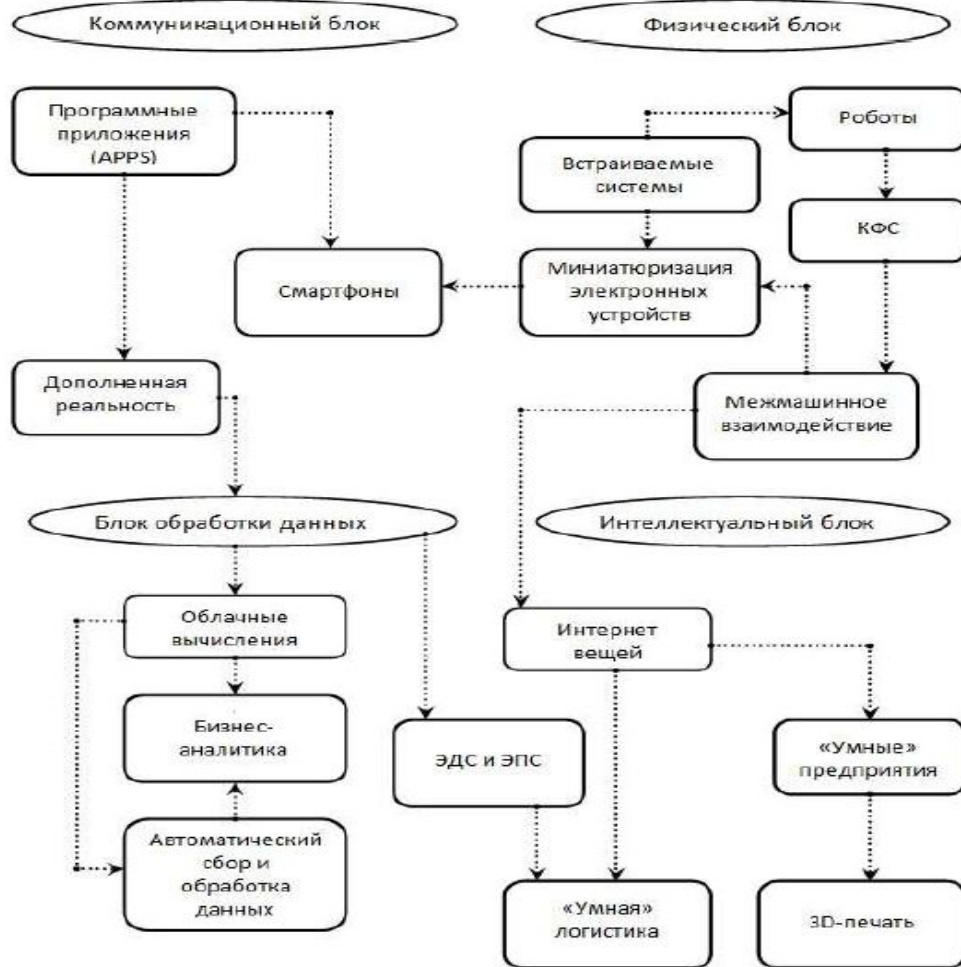 Коммуникационный блок
Физический блок
Программные
приложения
(APPS)
Роботы
Встраиваемые
системы
КФС
Смартфоны
Миниатюризация
электронных
устройств
Дополненная
реальность
Межмашинное
взаимодействие
Блок обработки данных
Интеллектуальный блок
Облачные
вычисления
Интернет
вещей
Бизнес-
аналитика
ЭДС и ЭПС
«Умные»
предприятия
Автоматический
сбор и
обработка
данных
«Умная»
логистика
3D-печать